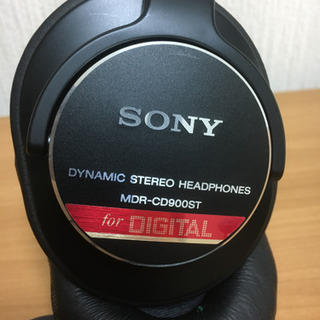 SONY
DYNAMIC STEREO HEADPHONES
MDR-CD900ST
for DIGITAL